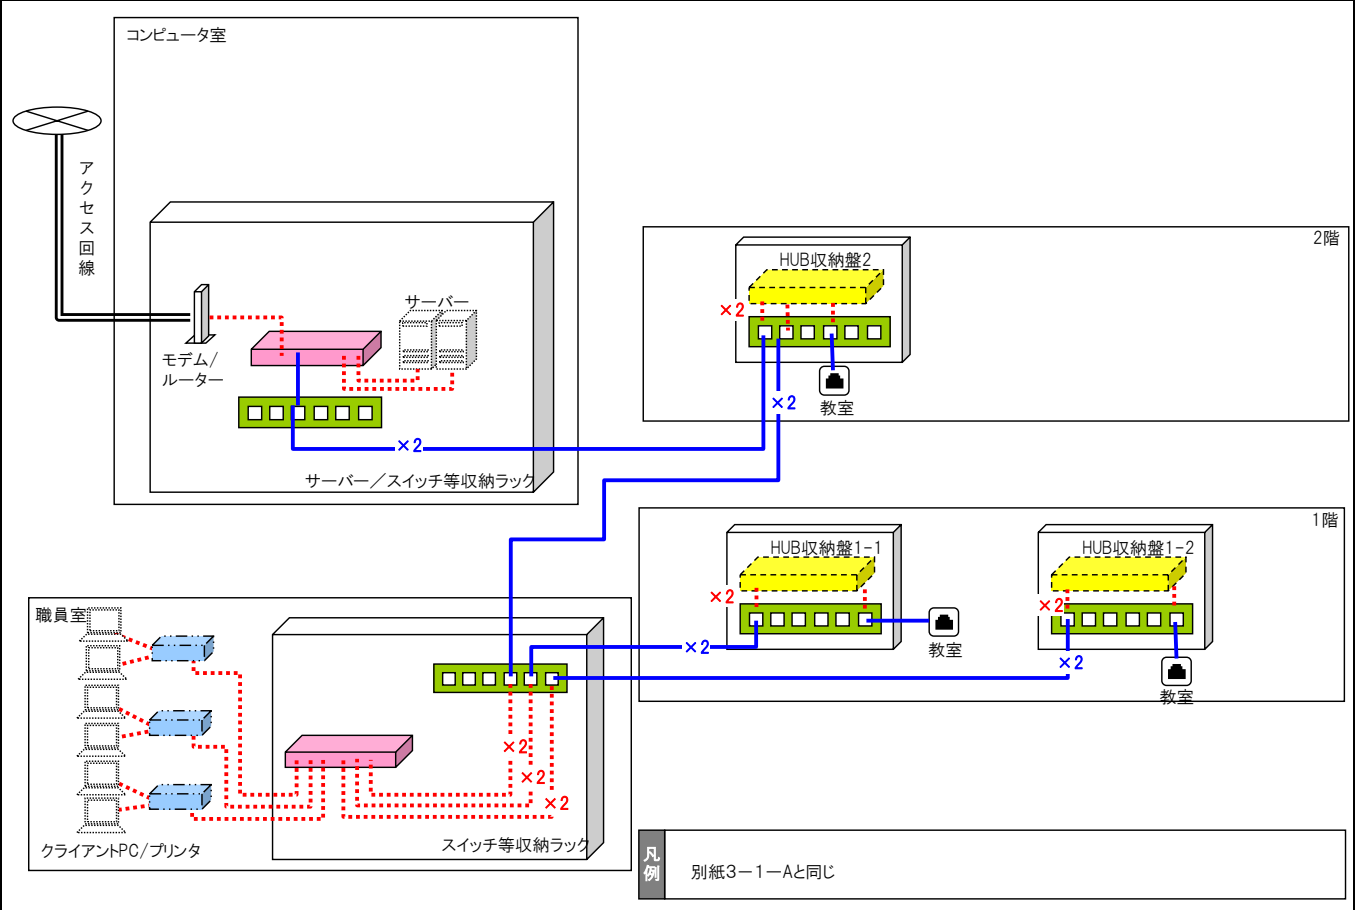 コンピュータ室
アクセス回線
サーバー
モデム/
ルーター
×2
サーバー／スイッチ等収納ラック
2階
HUB収納盤2
×2
×2
教室
1階
HUB収納盤1-1
×2
×2
教室
HUB収納盤1-2
×2
×2
教室
職員室
×2
×2
×2
クライアントPC/プリンタ
スイッチ等収納ラック
凡例
別紙3－1－Aと同じ